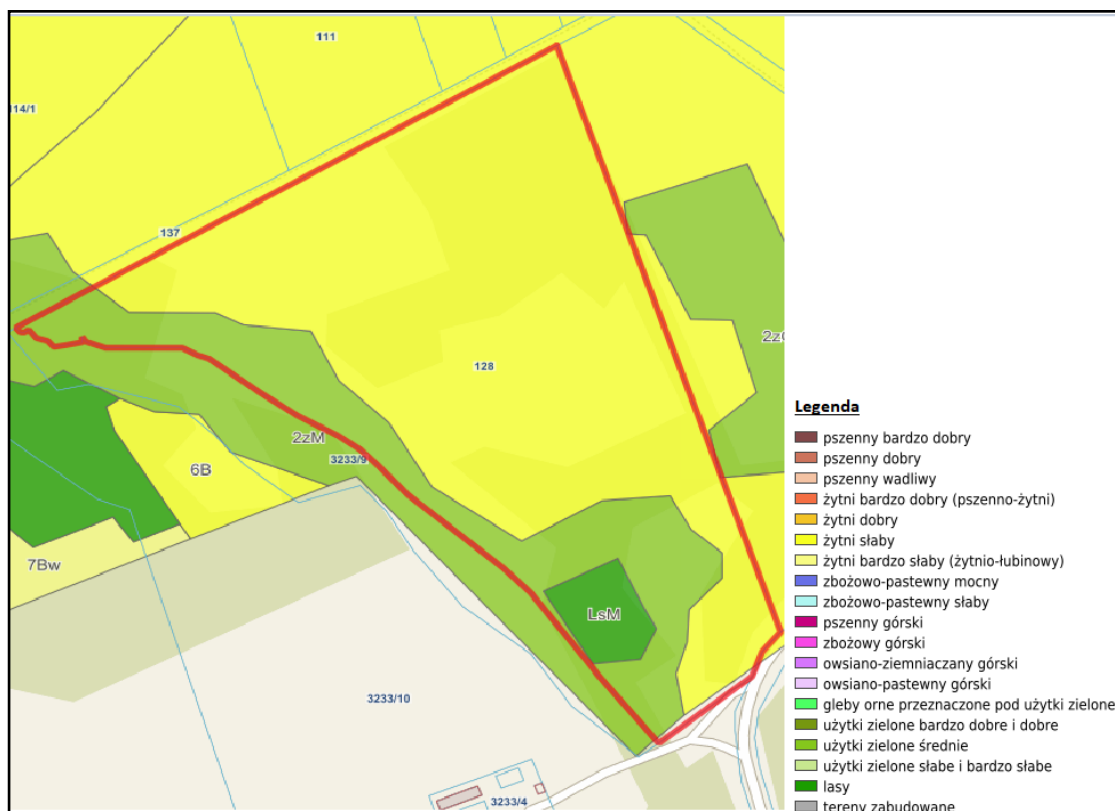 111
114/1
137
128
2zM
3233/9
6B
7Bw
LsM
3233/10
3233/4
Legenda
pszenny bardzo dobry
pszenny dobry
pszenny wadliwy
żytni bardzo dobry (pszenno-żytni)
żytni dobry
żytni słaby
żytni bardzo słaby (żytnio-łubinowy)
zbożowo-pastewny mocny
zbożowo-pastewny słaby
pszenny górski
zbożowy górski
owsiano-ziemniaczany górski
owsiano-pastewny górski
gleby orne przeznaczone pod użytki zielone
użytki zielone bardzo dobre i dobre
użytki zielone średnie
użytki zielone słabe i bardzo słabe
lasy
tereny zabudowane